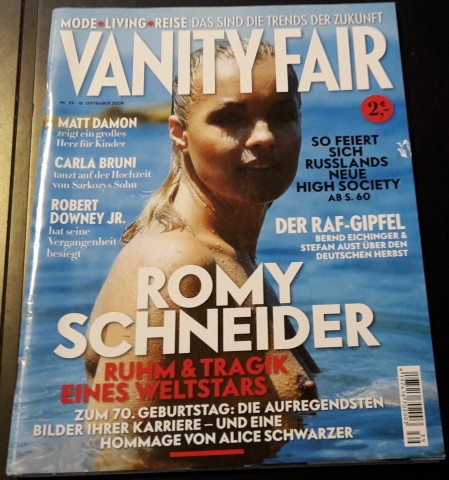 MODE•LIVING•REISE DAS SIND DIE TRENDS DER ZUKUNFT
VANITY FAIR
2,-€
MATT DAMON
zeigt ein großes
Herz für Kinder
CARLA BRUNI
tanzt auf der Hochzeit
von Sarkozys Sohn
ROBERT
DOWNEY JR.
hat seine
Vergangenheit
besiegt
SO FEIERT
SICH
RUSSLANDS
NEUE
HIGH SOCIETY
AB S. 60
DER RAF-GIPFEL
BERND EICHINGER &
STEFAN AUST ÜBER DEN
DEUTSCHEN HERBST
ROMY
SCHNEIDER
RUHM & TRAGIK
EINES WELTSTARS
ZUM 70. GEBURTSTAG: DIE AUFREGENDSTEN
BILDER IHRER KARRIERE – UND EINE
HOMMAGE VON ALICE SCHWARZER